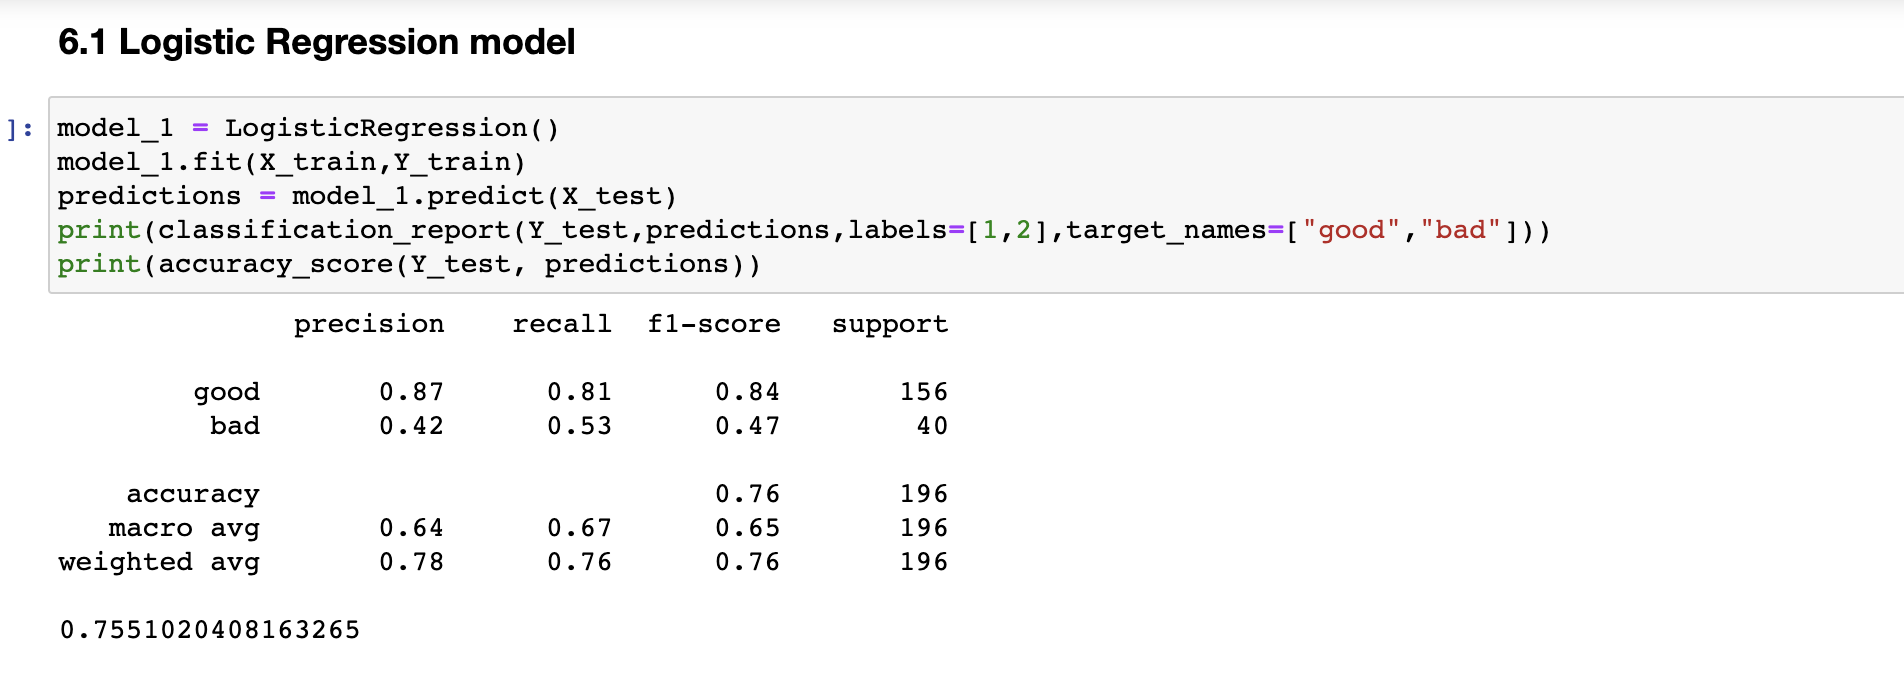 6.1 Logistic Regression model
]: model_1 = LogisticRegression()
model_1.fit(X_train,Y_train)
predictions = model_1.predict(X_test)
print(classification_report(Y_test,predictions,labels=[1,2],target_names=["good","bad"]))
print(accuracy_score(Y_test, predictions))
precision recall f1-score support
good 0.87 0.81 0.84 156
bad 0.42 0.53 0.47 40
accuracy 0.76 196
macro avg 0.64 0.67 0.65 196
weighted avg 0.78 0.76 0.76 196
0.7551020408163265